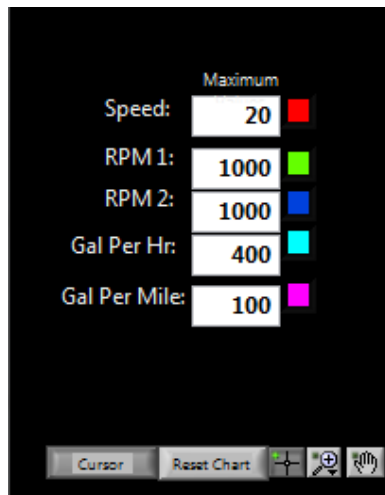 Maximum
Speed: 20
RPM 1: 1000
RPM 2: 1000
Gal Per Hr: 400
Gal Per Mile: 100
Cursor Reset Chart